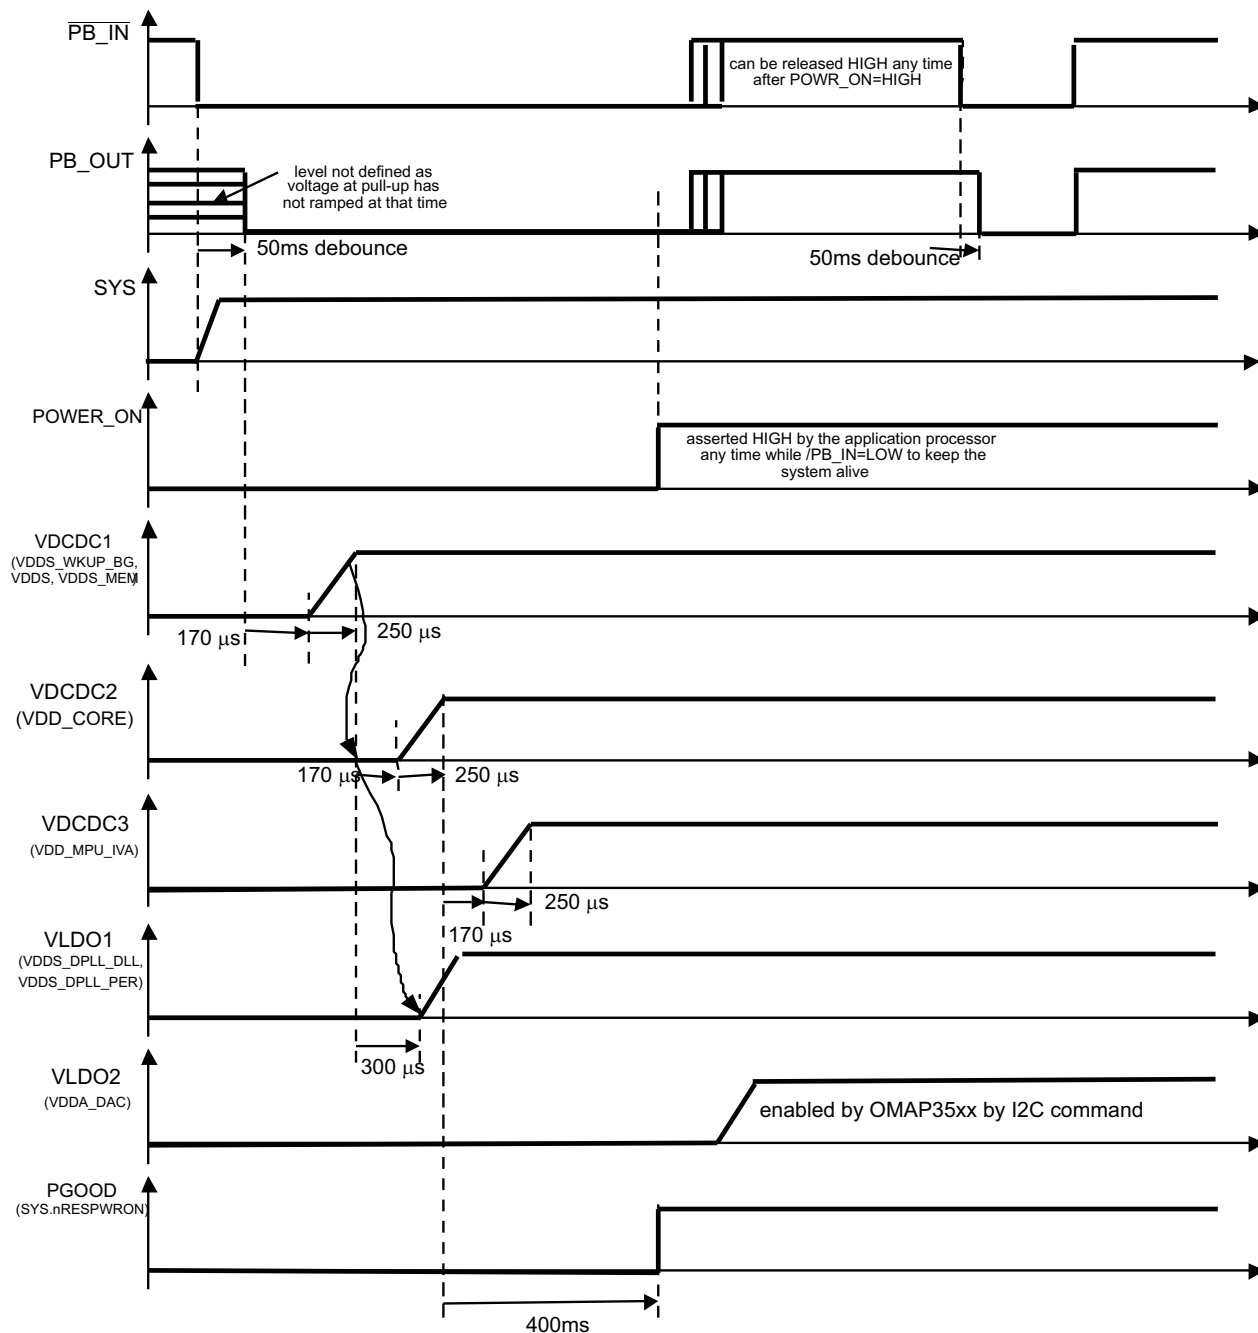 PB_IN
can be released HIGH any time
after POWR_ON=HIGH
PB_OUT
level not defined as
voltage at pull-up has
not ramped at that time
50ms debounce
50ms debounce
SYS
POWER_ON
asserted HIGH by the application processor
any time while /PB_IN=LOW to keep the
system alive
VDCDC1
(VDDS_WKUP_BG,
VDDS, VDDS_MEM)
170 μs
250 μs
VDCDC2
(VDD_CORE)
170 μs
250 μs
VDCDC3
(VDD_MPU_IVA)
250 μs
170 μs
VLDO1
(VDDS_DPLL_DLL,
VDDS_DPLL_PER)
300 μs
VLDO2
(VDDA_DAC)
enabled by OMAP35xx by I2C command
PGOOD
(SYS.nRESPWRON)
400ms